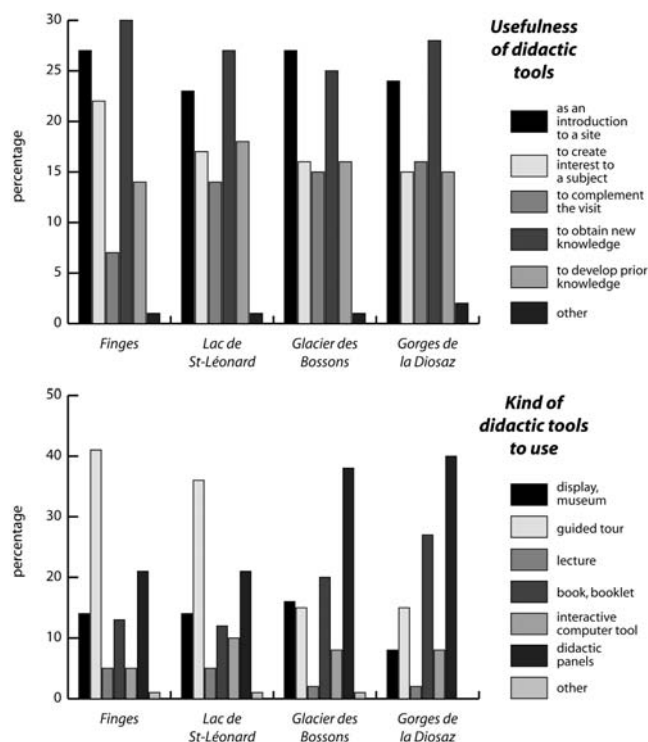 30
25
20
15
10
5
0
percentage
Finges
Lac de
St-Léonard
Glacier des
Bossons
Gorges de
la Diosaz
Usefulness
of didactic
tools
as an
introduction
to a site
to create
interest to
a subject
to complement
the visit
to obtain new
knowledge
to develop prior
knowledge
other
50
40
30
20
10
0
percentage
Finges
Lac de
St-Léonard
Glacier des
Bossons
Gorges de
la Diosaz
Kind of
didactic tools
to use
display,
museum
guided tour
lecture
book, booklet
interactive
computer tool
didactic
panels
other